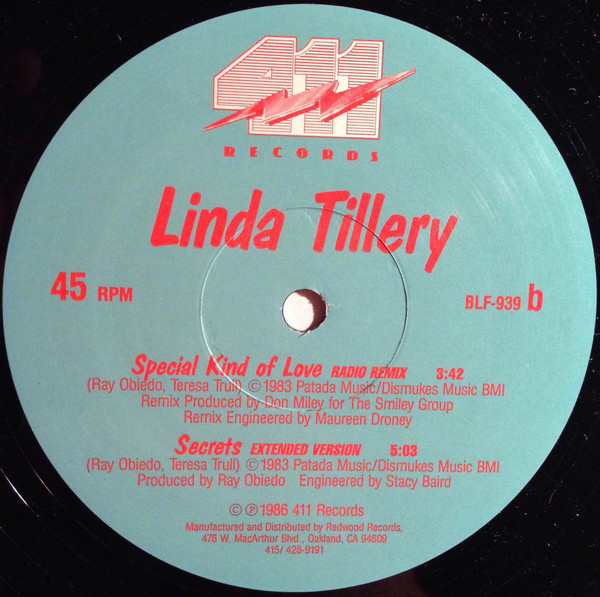 411
RECORDS
Linda Tillery
45 RPM
BLF-939 b
Special Kind of Love RADIO REMIX 3:42
(Ray Obiedo, Teresa Trull) © 1983 Patada Music/Dismukes Music BMI
Remix Produced by Don Miley for The Smiley Group
Remix Engineered by Maureen Droney
Secrets EXTENDED VERSION 5:03
(Ray Obiedo, Teresa Trull) © 1983 Patada Music/Dismukes Music BMI
Produced by Ray Obiedo Engineered by Stacy Baird
© ℗ 1986 411 Records
Manufactured and Distributed by Redwood Records,
476 W. MacArthur Blvd., Oakland, CA 94609
415/ 428-9191